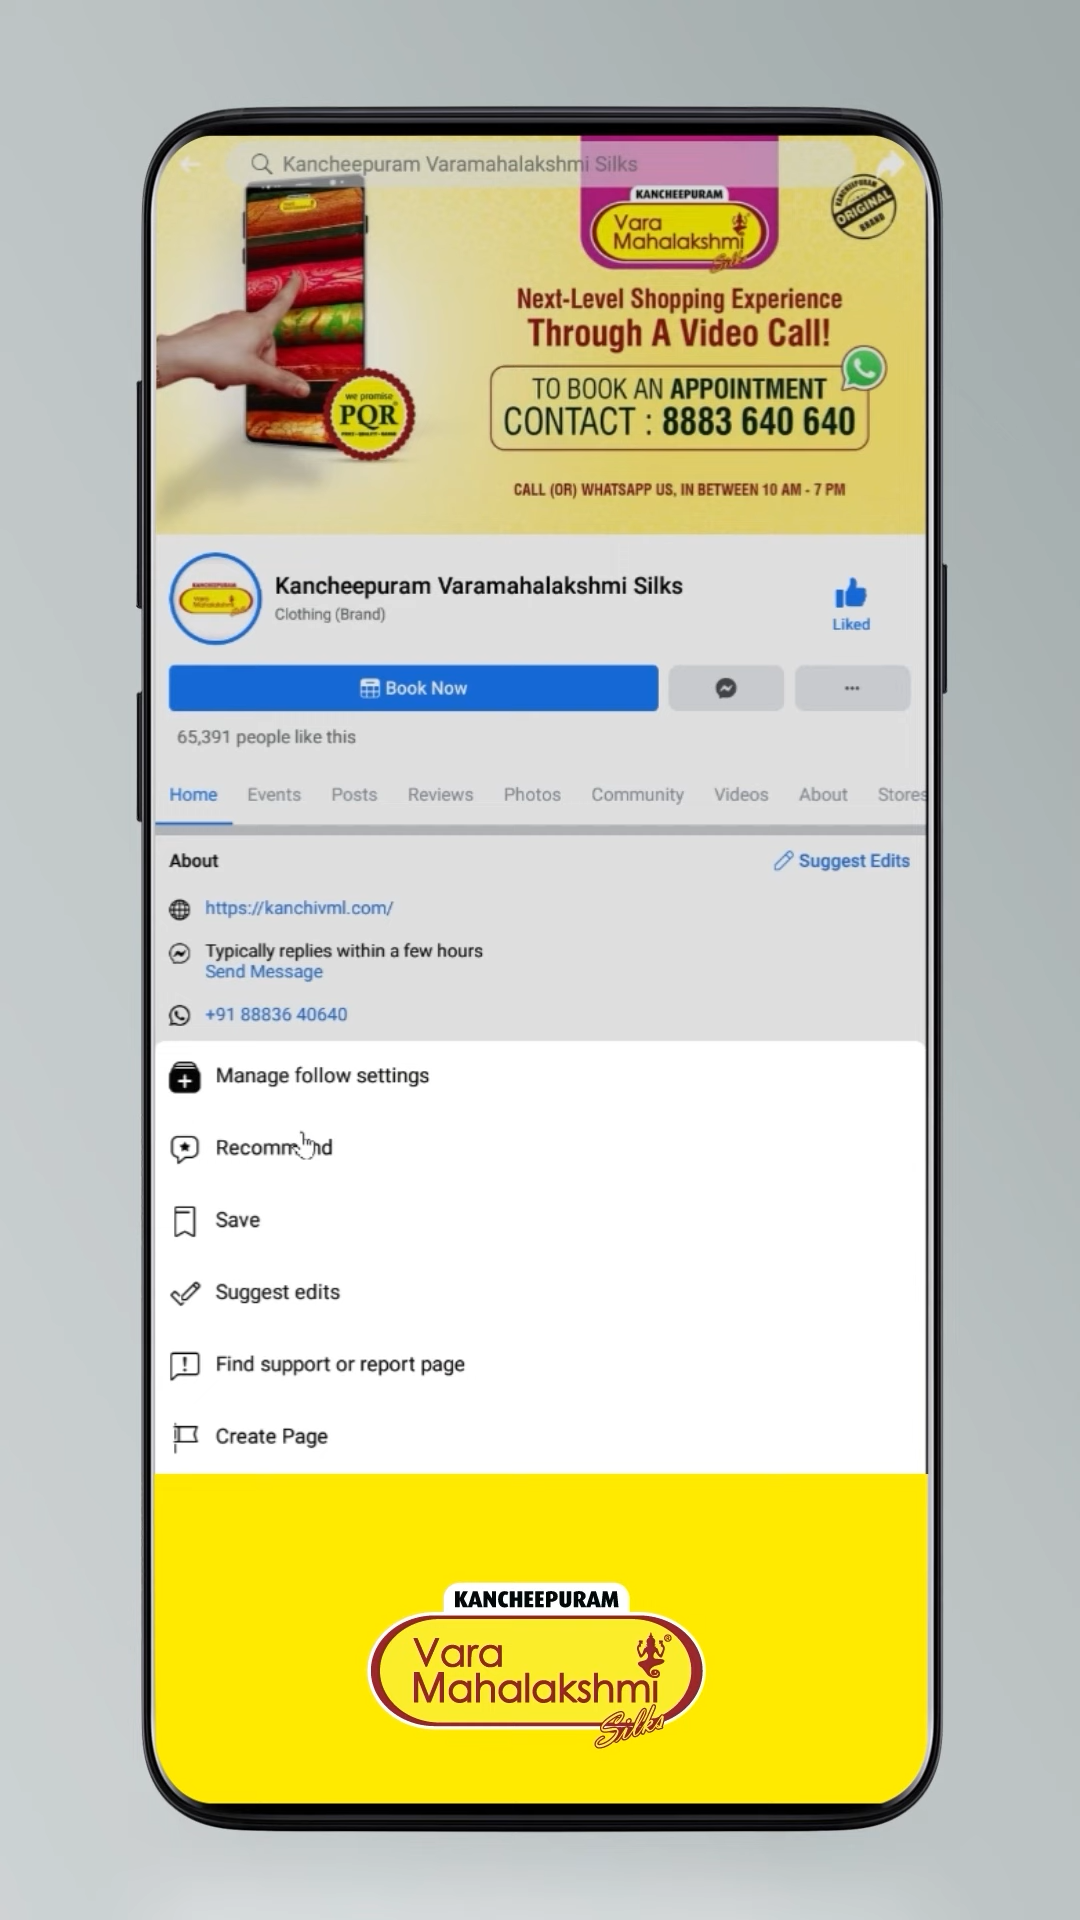 Kancheepuram Varamahalakshmi Silks
KANCHEEPURAM
Vara
Mahalakshmi
Silks
KANCHEEPURAM
ORIGINAL
BRAND
Next-Level Shopping Experience
Through A Video Call!
TO BOOK AN APPOINTMENT
CONTACT : 8883 640 640
CALL (OR) WHATSAPP US, IN BETWEEN 10 AM - 7 PM
we promise
PQR
Kancheepuram Varamahalakshmi Silks
Clothing (Brand)
Liked
Book Now
65,391 people like this
Home Events Posts Reviews Photos Community Videos About Stores
About
Suggest Edits
https://kanchivml.com/
Typically replies within a few hours
Send Message
+91 88836 40640
Manage follow settings
Recommend
Save
Suggest edits
Find support or report page
Create Page
KANCHEEPURAM
Vara
Mahalakshmi®
Silks